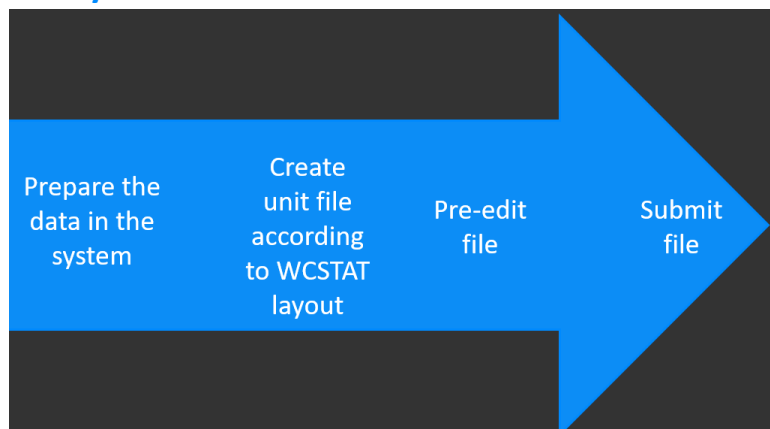 Prepare the
data in the
system
Create
unit file
according
to WCSTAT
layout
Pre-edit
file
Submit
file